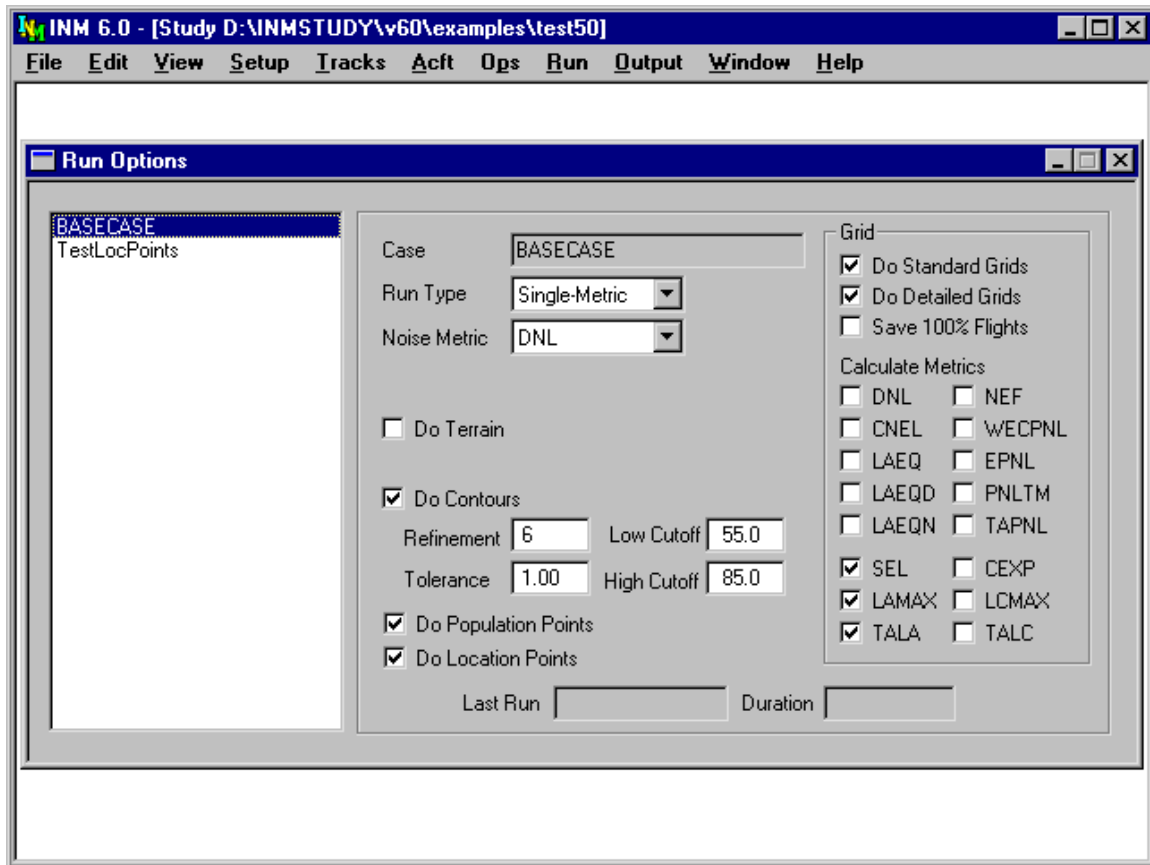 INM 6.0 - [Study D:\INMSTUDY\v60\examples\test50]
File Edit View Setup Tracks Acft Ops Run Output Window Help
Run Options
BASECASE
TestLocPoints
Case BASECASE
Run Type Single-Metric
Noise Metric DNL
Do Terrain
Do Contours
Refinement 6 Low Cutoff 55.0
Tolerance 1.00 High Cutoff 85.0
Do Population Points
Do Location Points
Last Run Duration
Grid
Do Standard Grids
Do Detailed Grids
Save 100% Flights
Calculate Metrics
DNL NEF
CNEL WECPNL
LAEQ EPNL
LAEQD PNLTM
LAEQN TAPNL
SEL CEXP
LAMAX LCMAX
TALA TALC